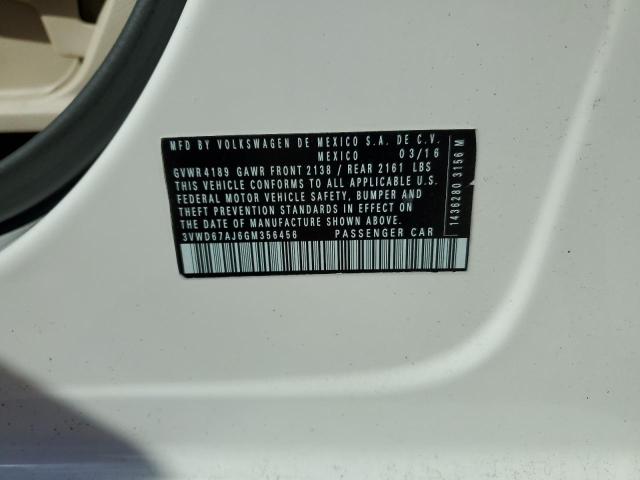 MFD BY VOLKSWAGEN DE MEXICO S.A. DE C.V.
MEXICO 03/16
GVWR4189 GAWR FRONT 2138 / REAR 2161 LBS
THIS VEHICLE CONFORMS TO ALL APPLICABLE U.S.
FEDERAL MOTOR VEHICLE SAFETY, BUMPER AND
THEFT PREVENTION STANDARDS IN EFFECT ON
THE DATE OF MANUFACTURE SHOWN ABOVE.
3VWD67AJ6GM356456 PASSENGER CAR
1436280 3156 M